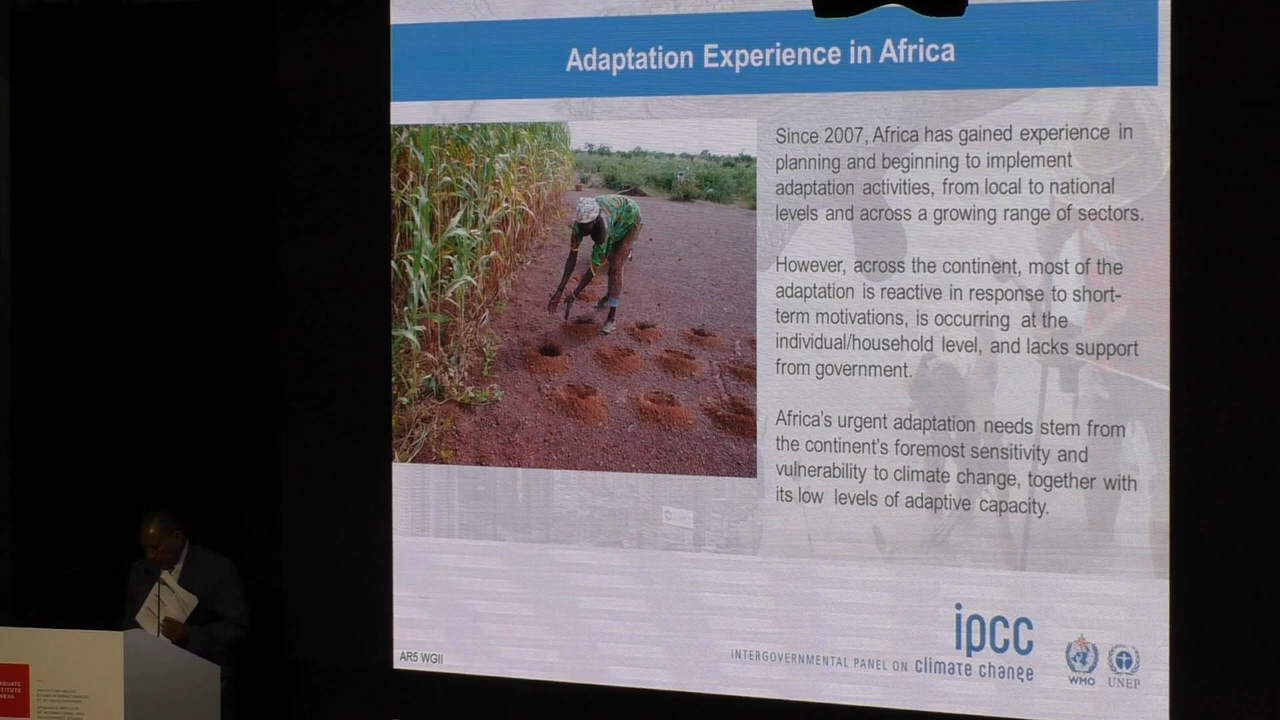 Adaptation Experience in Africa
Since 2007, Africa has gained experience in
planning and beginning to implement
adaptation activities, from local to national
levels and across a growing range of sectors.
However, across the continent, most of the
adaptation is reactive in response to short-
term motivations, is occurring at the
individual/household level, and lacks support
from government.
Africa's urgent adaptation needs stem from
the continent's foremost sensitivity and
vulnerability to climate change, together with
its low levels of adaptive capacity.
AR5 WGII
ipcc
INTERGOVERNMENTAL PANEL ON climate change
WMO
UNEP